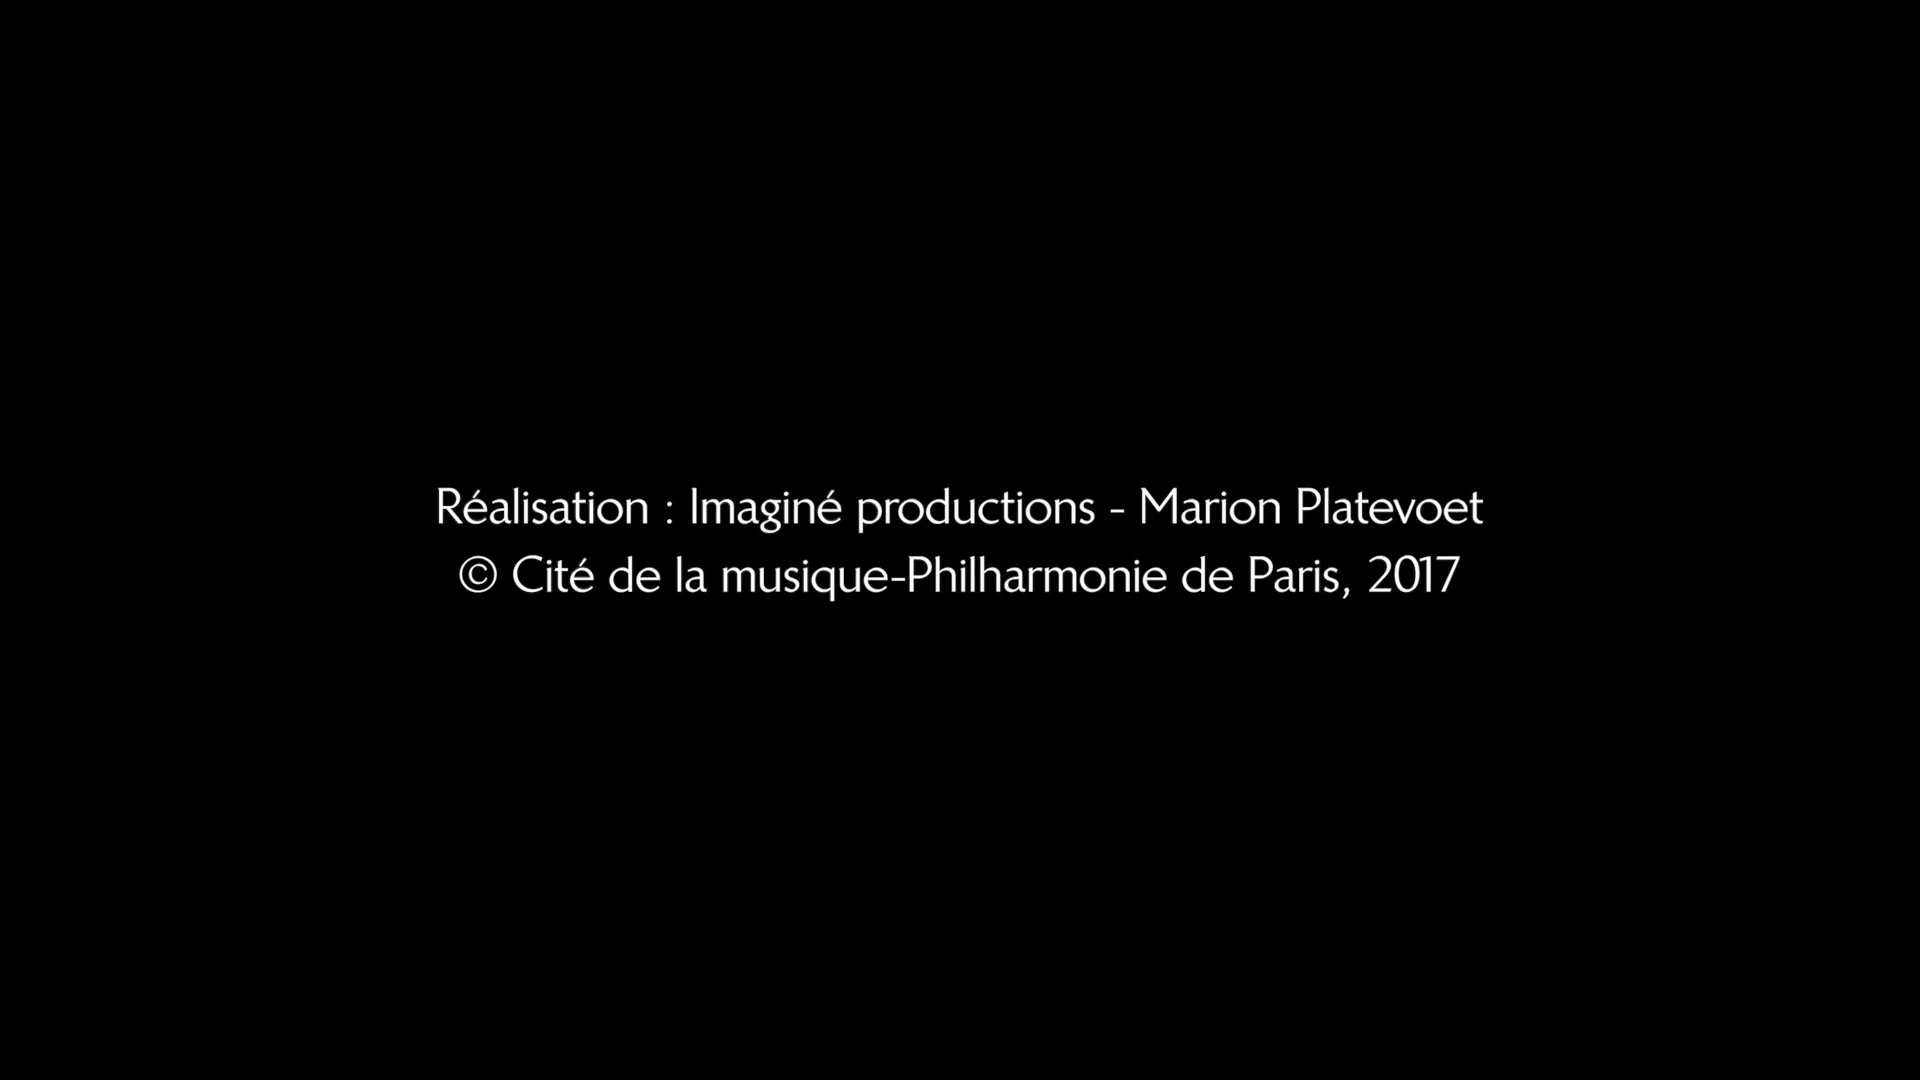 Réalisation : Imaginé productions - Marion Platevoet
© Cité de la musique-Philharmonie de Paris, 2017